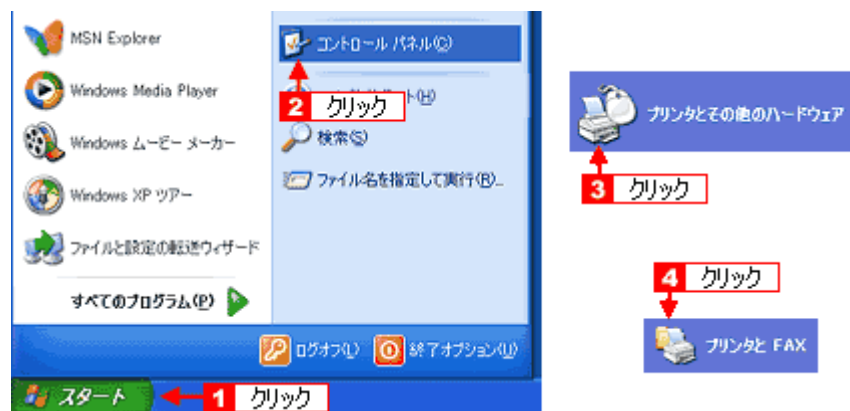 MSN Explorer
Windows Media Player
Windows ムービー メーカー
Windows XP ツアー
ファイルと設定の転送ウィザード
すべてのプログラム(P)
コントロール パネル(C)
2 クリック
ト(H)
検索(S)
ファイル名を指定して実行(R)...
ログオフ(L)
終了オプション(U)
スタート
1 クリック
プリンタとその他のハードウェア
3 クリック
4 クリック
プリンタと FAX